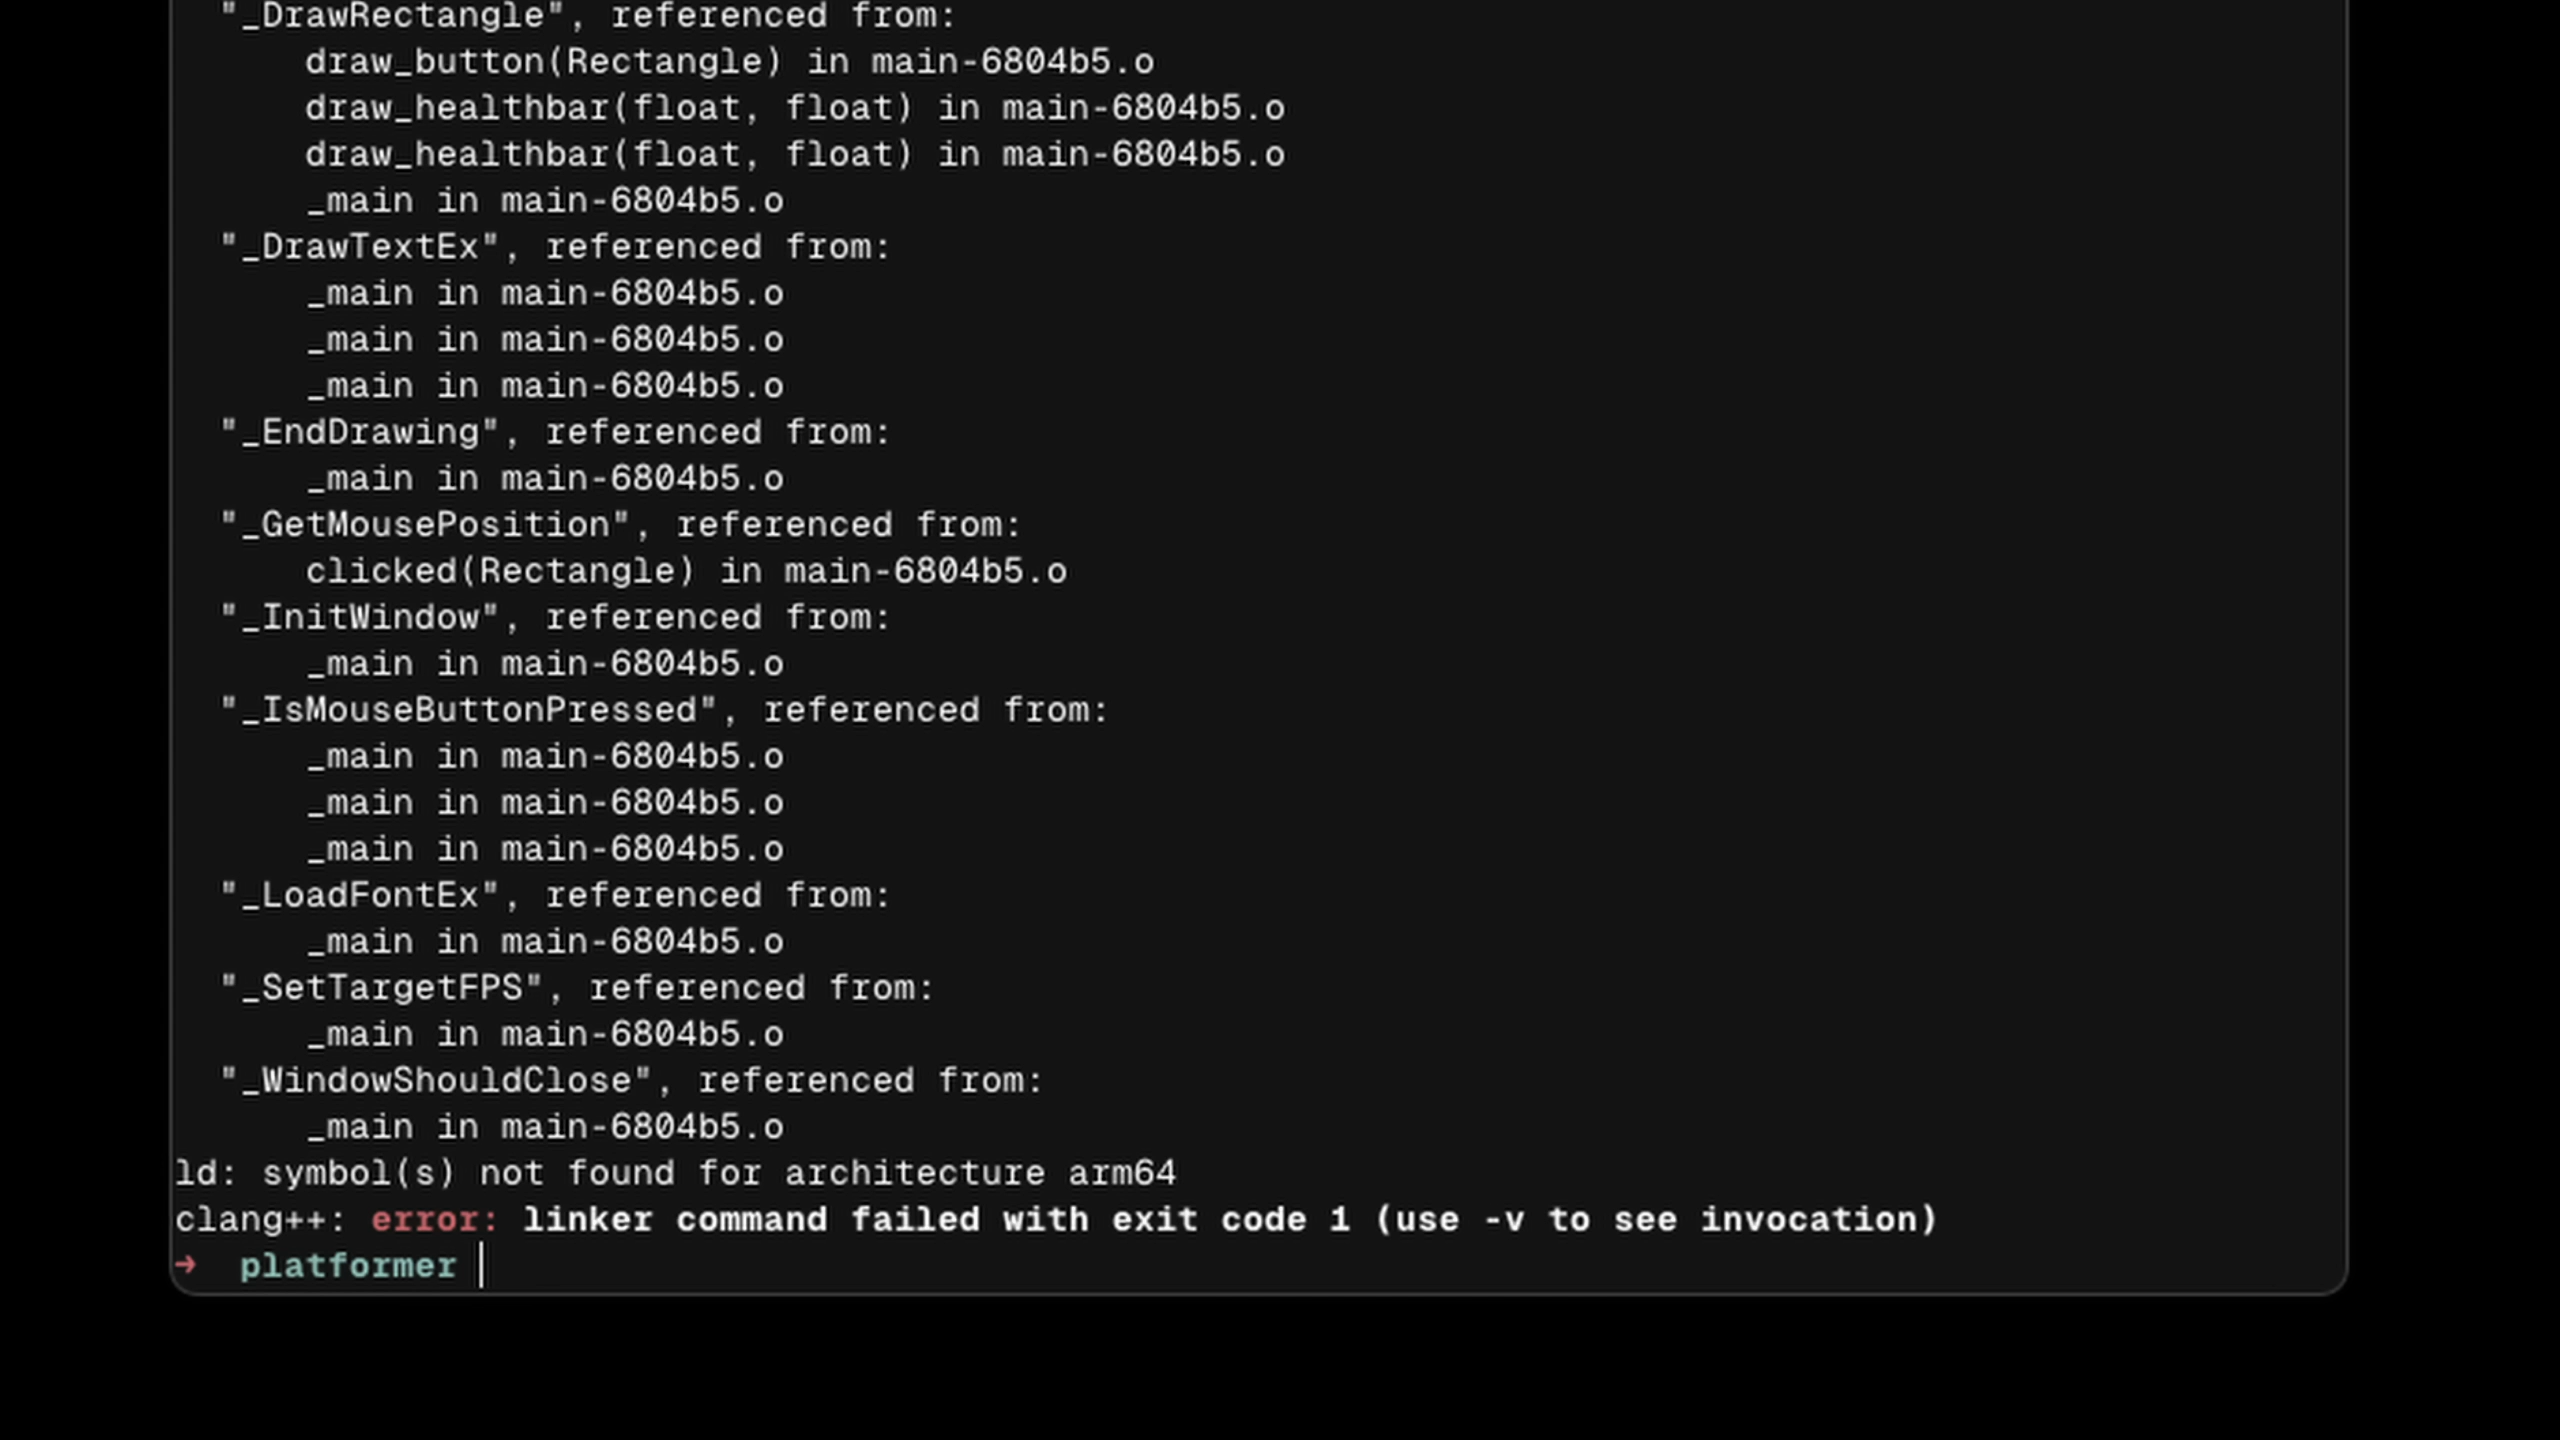 "_DrawRectangle", referenced from:
draw_button(Rectangle) in main-6804b5.o
draw_healthbar(float, float) in main-6804b5.o
draw_healthbar(float, float) in main-6804b5.o
_main in main-6804b5.o
"_DrawTextEx", referenced from:
_main in main-6804b5.o
_main in main-6804b5.o
_main in main-6804b5.o
"_EndDrawing", referenced from:
_main in main-6804b5.o
"_GetMousePosition", referenced from:
clicked(Rectangle) in main-6804b5.o
"_InitWindow", referenced from:
_main in main-6804b5.o
"_IsMouseButtonPressed", referenced from:
_main in main-6804b5.o
_main in main-6804b5.o
_main in main-6804b5.o
"_LoadFontEx", referenced from:
_main in main-6804b5.o
"_SetTargetFPS", referenced from:
_main in main-6804b5.o
"_WindowShouldClose", referenced from:
_main in main-6804b5.o
ld: symbol(s) not found for architecture arm64
clang++: error: linker command failed with exit code 1 (use -v to see invocation)
→ platformer